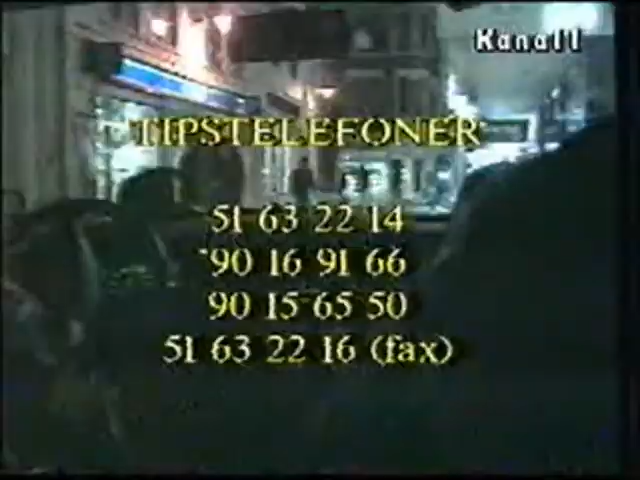 Kanal1
TIPSTELEFONER
51 63 22 14
90 16 91 66
90 15 65 50
51 63 22 16 (fax)